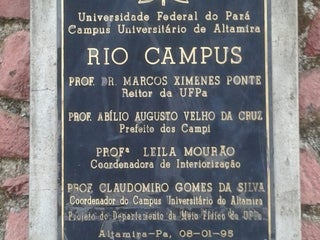 Universidade Federal do Pará
Campus Universitário de Altamira
RIO CAMPUS
PROF. DR. MARCOS XIMENES PONTE
Reitor da UFPa
PROF. ABÍLIO AUGUSTO VELHO DA CRUZ
Prefeito dos Campi
PROFª LEILA MOURÃO
Coordenadora de Interiorização
PROF CLAUDOMIRO GOMES DA SILVA
Coordenador do Campus Universitário de Altamira
Projeto do Departamento de Meio Físico da UFPa.
Altamira-Pa, 08-01-95